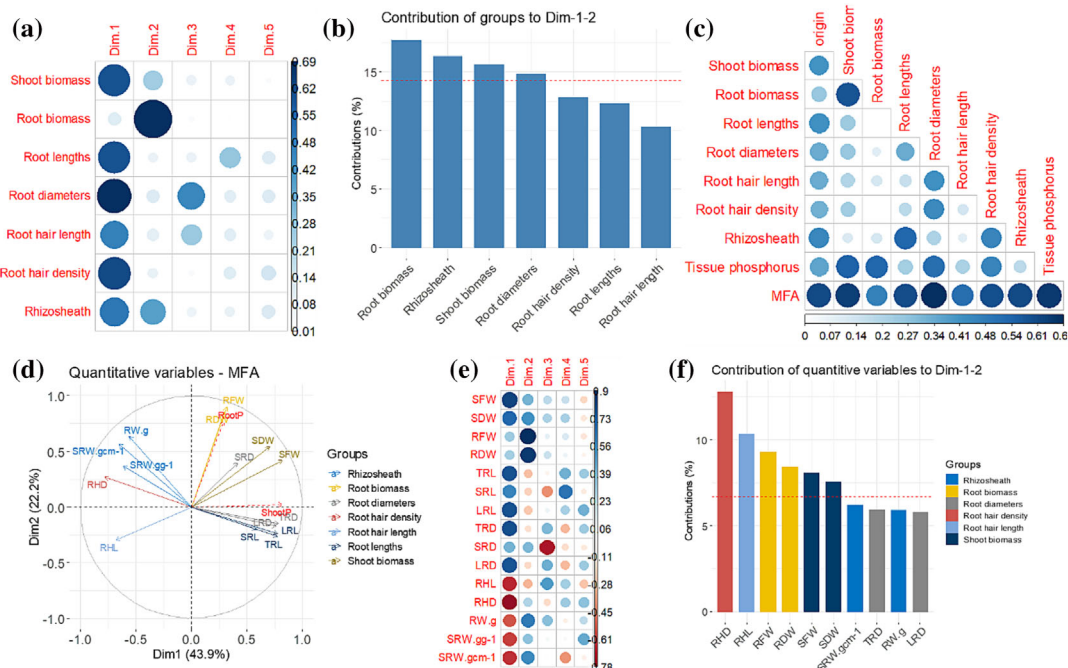 (a)
Dim.1 Dim.2 Dim.3 Dim.4 Dim.5
Shoot biomass
Root biomass
Root lengths
Root diameters
Root hair length
Root hair density
Rhizosheath
0.69
0.62
0.55
0.48
0.42
0.35
0.28
0.21
0.14
0.08
0.01
(b)
Contribution of groups to Dim-1-2
Contributions (%)
15
10
5
0
Root biomass
Rhizosheath
Shoot biomass
Root diameters
Root hair density
Root lengths
Root hair length
(c)
origin
Shoot biomass
Root biomass
Root lengths
Root diameters
Root hair length
Root hair density
Rhizosheath
Tissue phosphorus
Shoot biomass
Root biomass
Root lengths
Root diameters
Root hair length
Root hair density
Rhizosheath
Tissue phosphorus
MFA
0 0.07 0.14 0.2 0.27 0.34 0.41 0.48 0.54 0.61 0.6
(d)
Quantitative variables - MFA
Dim2 (22.2%)
1.0
0.5
0.0
-0.5
-1.0
RFW
RootP
RD
RW.g
SRW.gcm-1
SRW.gg-1
SRD
SDW
SFW
RHD
ShootP
TRD
LRD
RHL
SRL
TRL
LRL
-1.0 -0.5 0.0 0.5 1.0
Dim1 (43.9%)
Groups
Rhizosheath
Root biomass
Root diameters
Root hair density
Root hair length
Root lengths
Shoot biomass
(e)
Dim.1 Dim.2 Dim.3 Dim.4 Dim.5
SFW
SDW
RFW
RDW
TRL
SRL
LRL
TRD
SRD
LRD
RHL
RHD
RW.g
SRW.gg-1
SRW.gcm-1
0.9
0.73
0.56
0.39
0.23
0.06
-0.11
-0.28
-0.45
-0.61
0.78
(f)
Contribution of quantitive variables to Dim-1-2
Contributions (%)
10
5
0
RHD
RHL
RFW
RDW
SFW
SDW
SRW.gcm-1
TRD
RW.g
LRD
Groups
Rhizosheath
Root biomass
Root diameters
Root hair density
Root hair length
Shoot biomass